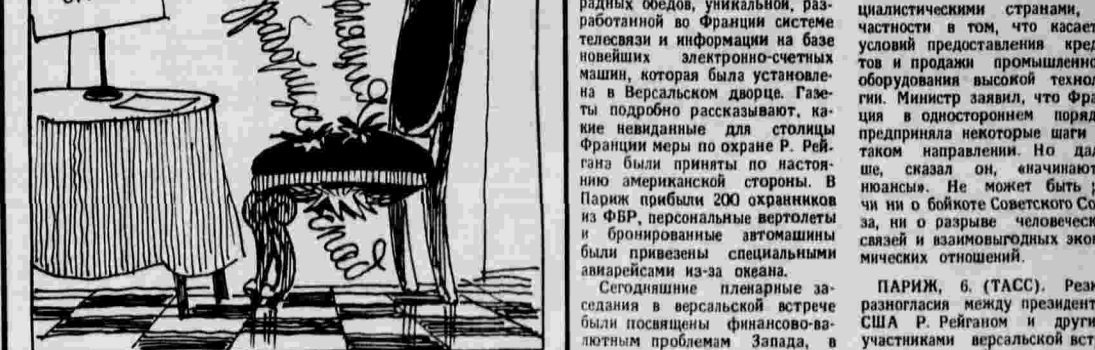 безработица
фляция
спад
радных обедов, уникальной, раз-
работанной во Франции системе
телесвязи и информации на базе
новейших электронно-счетных
машин, которая была установле-
на в Версальском дворце. Газе-
ты подробно рассказывают, ка-
кие невиданные для столицы
Франции меры по охране Р. Рей-
гана были приняты по настоя-
нию американской стороны. В
Париж прибыли 200 охранников
из ФБР, персональные вертолеты
и бронированные автомашины
были привезены специальными
авиарейсами из-за океана.
Сегодняшние пленарные за-
седания в версальской встрече
были посвящены финансово-ва-
лютным проблемам Запада, в
циалистическими странами,
частности в том, что касает
условий предоставления кред
тов и продажи промышленно
оборудования высокой технол
гии. Министр заявил, что Фра
ция в одностороннем поряд
предприняла некоторые шаги
таком направлении. Но дал
ше, сказал он, «начинают
нюансы». Не может быть р
чи ни о бойкоте Советского Со
за, ни о разрыве человеческ
связей и взаимовыгодных экон
мических отношений.
ПАРИЖ, 6. (ТАСС). Резк
разногласия между президент
США Р. Рейганом и други
участниками версальской вст